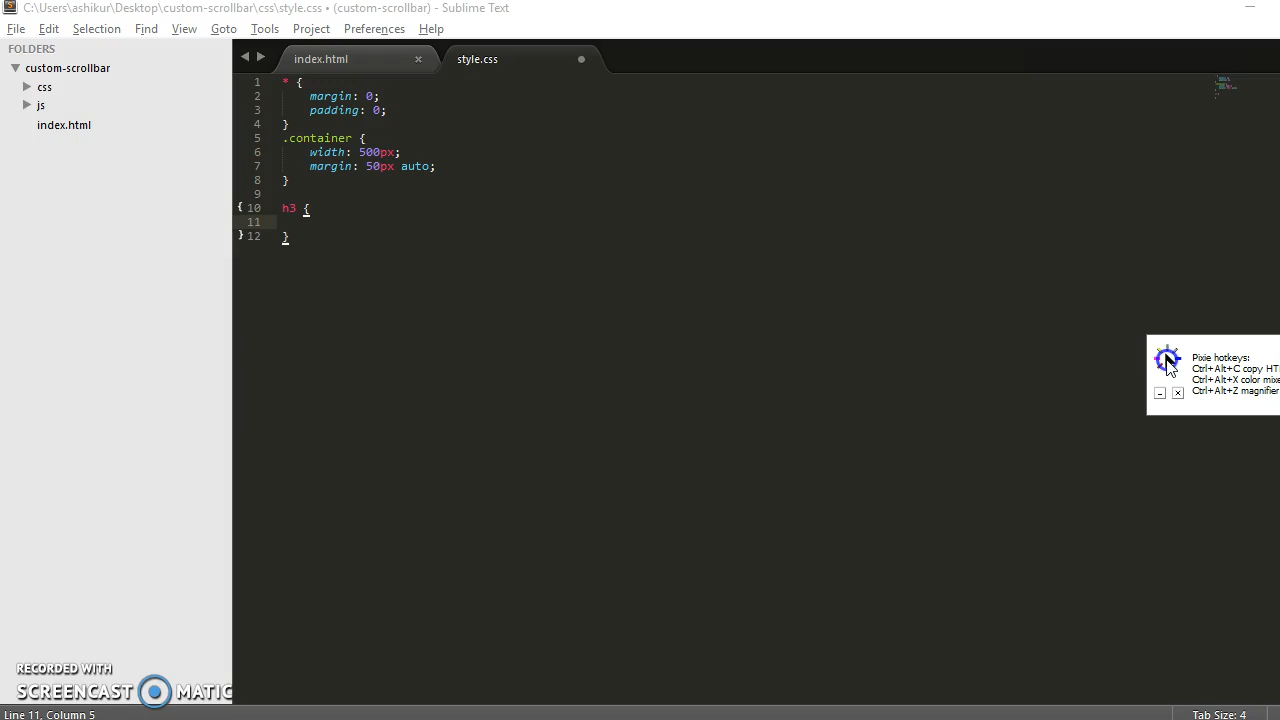 C:\Users\ashikur\Desktop\custom-scrollbar\css\style.css • (custom-scrollbar) - Sublime Text
File Edit Selection Find View Goto Tools Project Preferences Help
FOLDERS
custom-scrollbar
css
js
index.html
index.html × style.css
1 * {
2 margin: 0;
3 padding: 0;
4 }
5 .container {
6 width: 500px;
7 margin: 50px auto;
8 }
9
10 h3 {
11
12 }
Pixie hotkeys:
Ctrl+Alt+C copy HT
Ctrl+Alt+X color mixe
Ctrl+Alt+Z magnifier
RECORDED WITH
SCREENCAST MATIC
Line 11, Column 5 Tab Size: 4